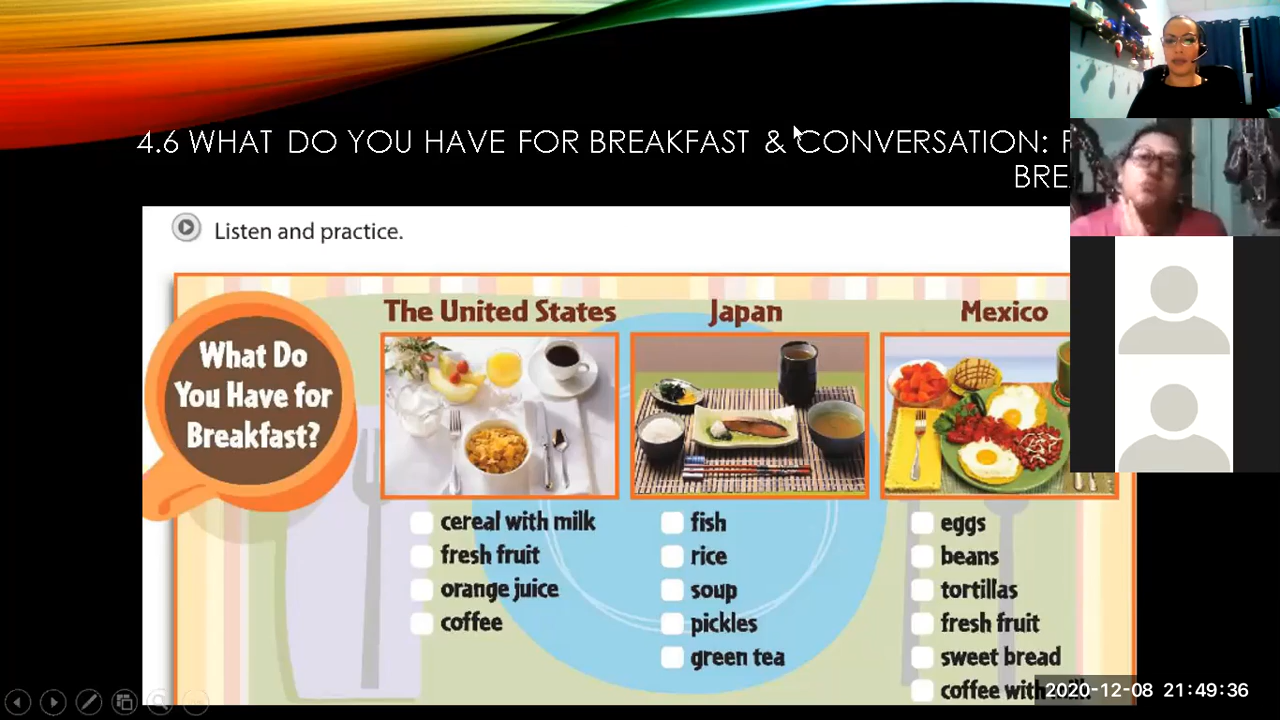 4.6 WHAT DO YOU HAVE FOR BREAKFAST & CONVERSATION:
Listen and practice.
What Do
You Have for
Breakfast?
The United States
cereal with milk
fresh fruit
orange juice
coffee
Japan
fish
rice
soup
pickles
green tea
Mexico
eggs
beans
tortillas
fresh fruit
sweet bread
coffee with
2020-12-08 21:49:36